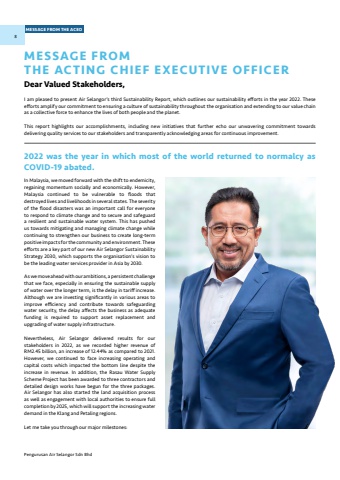 MESSAGE FROM THE ACEO
8
MESSAGE FROM
THE ACTING CHIEF EXECUTIVE OFFICER
Dear Valued Stakeholders,
I am pleased to present Air Selangor's third Sustainability Report, which outlines our sustainability efforts in the year 2022. These
efforts amplify our commitment to ensuring a culture of sustainability throughout the organisation and extending to our value chain
as a collective force to enhance the lives of both people and the planet.
This report highlights our accomplishments, including new initiatives that further echo our unwavering commitment towards
delivering quality services to our stakeholders and transparently acknowledging areas for continuous improvement.
2022 was the year in which most of the world returned to normalcy as
COVID-19 abated.
In Malaysia, we moved forward with the shift to endemicity,
regaining momentum socially and economically. However,
Malaysia continued to be vulnerable to floods that
destroyed lives and livelihoods in several states. The severity
of the flood disasters was an important call for everyone
to respond to climate change and to secure and safeguard
a resilient and sustainable water system. This has pushed
us towards mitigating and managing climate change while
continuing to strengthen our business to create long-term
positive impacts for the community and environment. These
efforts are a key part of our new Air Selangor Sustainability
Strategy 2030, which supports the organisation's vision to
be the leading water services provider in Asia by 2030.
As we move ahead with our ambitions, a persistent challenge
that we face, especially in ensuring the sustainable supply
of water over the longer term, is the delay in tariff increase.
Although we are investing significantly in various areas to
improve efficiency and contribute towards safeguarding
water security, the delay affects the business as adequate
funding is required to support asset replacement and
upgrading of water supply infrastructure.
Nevertheless, Air Selangor delivered results for our
stakeholders in 2022, as we recorded higher revenue of
RM2.45 billion, an increase of 12.44% as compared to 2021.
However, we continued to face increasing operating and
capital costs which impacted the bottom line despite the
increase in revenue. In addition, the Rasau Water Supply
Scheme Project has been awarded to three contractors and
detailed design works have begun for the three packages.
Air Selangor has also started the land acquisition process
as well as engagement with local authorities to ensure full
completion by 2025, which will support the increasing water
demand in the Klang and Petaling regions.
Let me take you through our major milestones:
Pengurusan Air Selangor Sdn Bhd